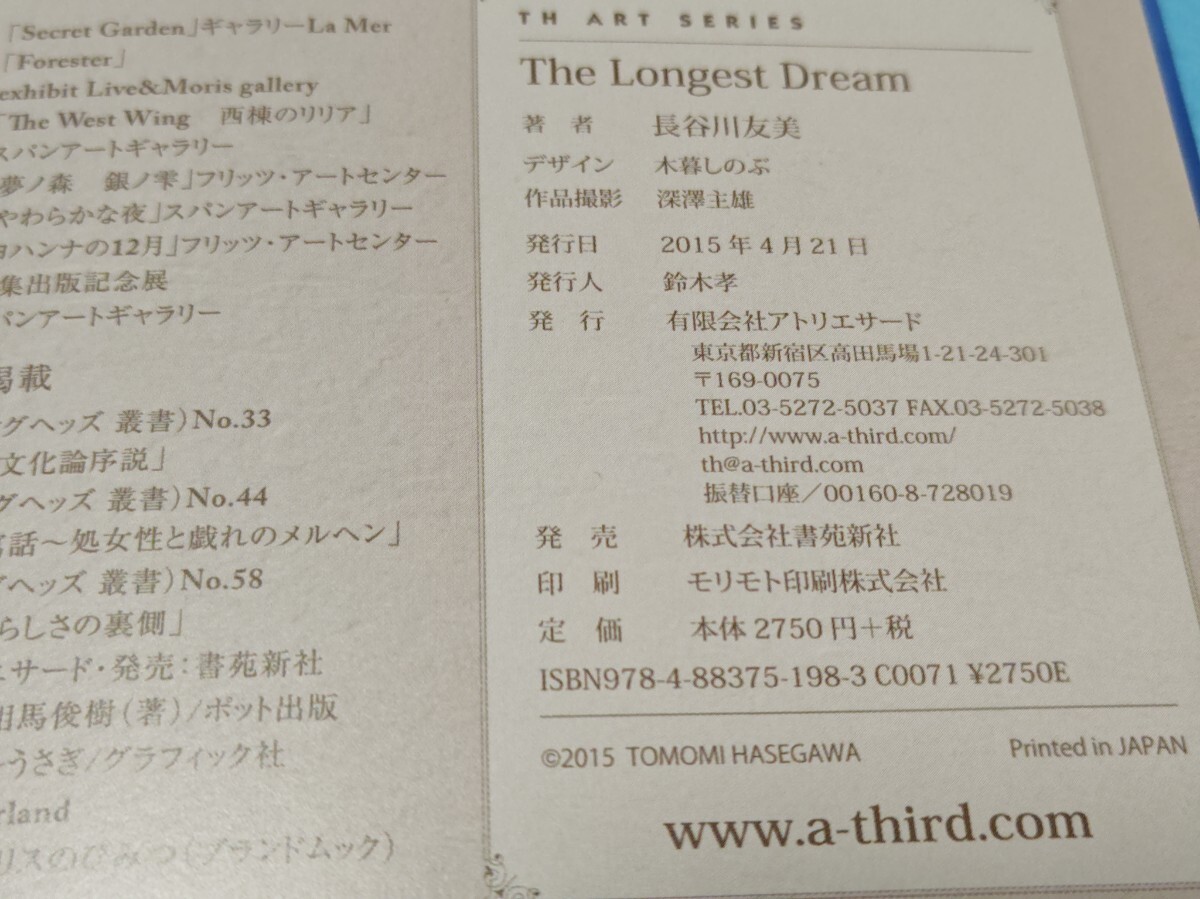 「Secret Garden」ギャラリーLa Mer
「Forester」
exhibit Live&Moris gallery
「The West Wing　西棟のリリア」
スパンアートギャラリー
夢ノ森　銀ノ雫」フリッツ・アートセンター
やわらかな夜」スパンアートギャラリー
ヨハンナの12月」フリッツ・アートセンター
集出版記念展
パンアートギャラリー
掲載
グヘッズ 叢書)No.33
文化論序説」
グヘッズ 叢書)No.44
話～処女性と戯れのメルヘン」
グヘッズ 叢書)No.58
らしさの裏側」
エサード・発売：書苑新社
相馬俊樹(著)/ポット出版
うさぎ/グラフィック社
rland
リスのひみつ(ブランドムック)
TH ART SERIES
The Longest Dream
著　者　長谷川友美
デザイン　木暮しのぶ
作品撮影　深澤主雄
発行日　2015年4月21日
発行人　鈴木孝
発　行　有限会社アトリエサード
東京都新宿区高田馬場1-21-24-301
〒169-0075
TEL.03-5272-5037 FAX.03-5272-5038
http://www.a-third.com/
th@a-third.com
振替口座／00160-8-728019
発　売　株式会社書苑新社
印　刷　モリモト印刷株式会社
定　価　本体2750円＋税
ISBN978-4-88375-198-3 C0071 ¥2750E
©2015 TOMOMI HASEGAWA
Printed in JAPAN
www.a-third.com